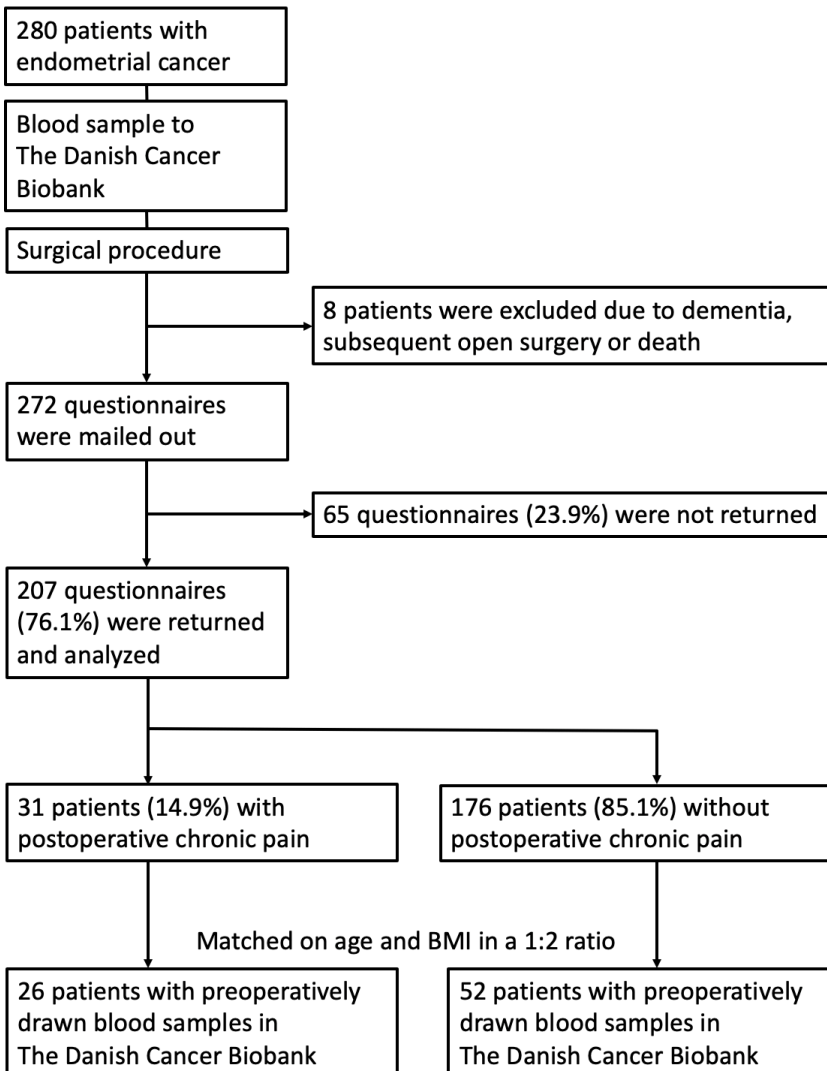 280 patients with
endometrial cancer
Blood sample to
The Danish Cancer
Biobank
Surgical procedure
8 patients were excluded due to dementia,
subsequent open surgery or death
272 questionnaires
were mailed out
65 questionnaires (23.9%) were not returned
207 questionnaires
(76.1%) were returned
and analyzed
31 patients (14.9%) with
postoperative chronic pain
176 patients (85.1%) without
postoperative chronic pain
Matched on age and BMI in a 1:2 ratio
26 patients with preoperatively
drawn blood samples in
The Danish Cancer Biobank
52 patients with preoperatively
drawn blood samples in
The Danish Cancer Biobank